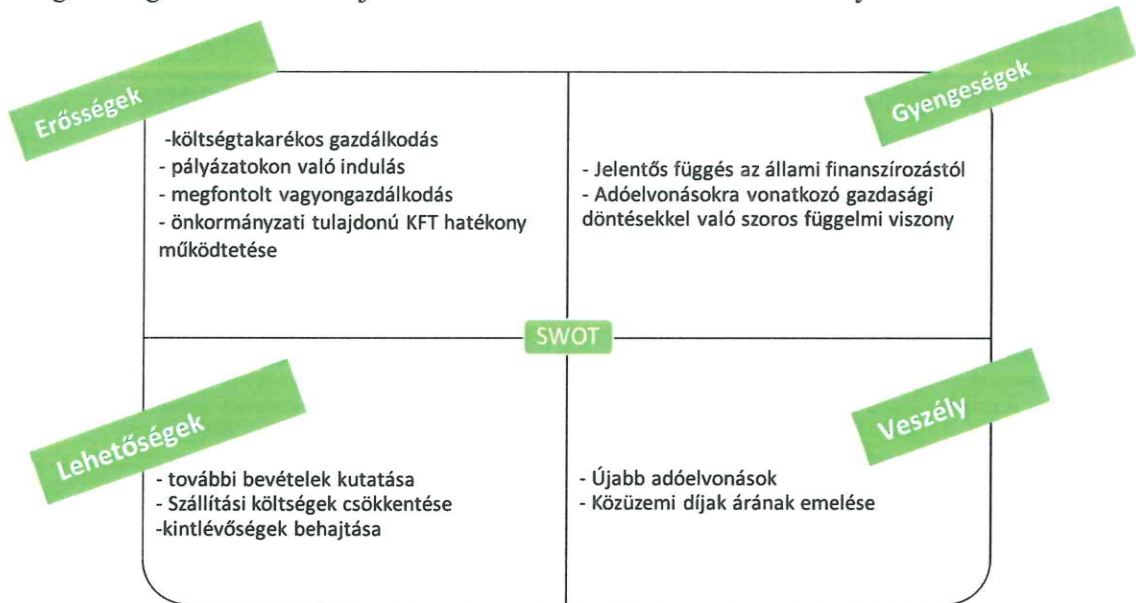 Erősségek
-költségtakarékos gazdálkodás
- pályázatokon való indulás
- megfontolt vagyongazdálkodás
- önkormányzati tulajdonú KFT hatékony
működtetése
Gyengeségek
- Jelentős függés az állami finanszírozástól
- Adóelvonásokra vonatkozó gazdasági
döntésekkel való szoros függelmi viszony
SWOT
Lehetőségek
- további bevételek kutatása
- Szállítási költségek csökkentése
-kintlévőségek behajtása
Veszély
- Újabb adóelvonások
- Közüzemi díjak árának emelése